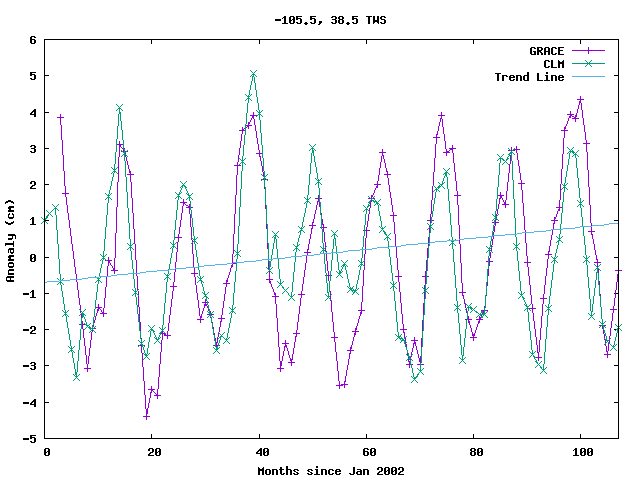 -105.5, 38.5 TWS
GRACE
CLM
Trend Line
6
5
4
3
2
1
0
-1
-2
-3
-4
-5
Anomaly (cm)
0 20 40 60 80 100
Months since Jan 2002